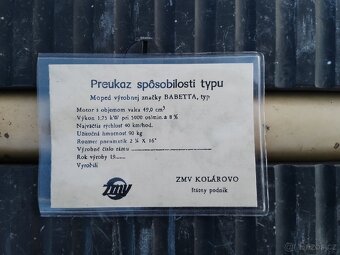 Preukaz spôsobilosti typu
Moped výrobnej značky BABETTA, typ
Motor s objemom valca 49,0 cm³
Výkon 1,75 kW pri 5000 ot/min. ± 8 %
Najväčšia rýchlosť 40 km/hod.
Užitočná hmotnosť 90 kg
Rozmer pneumatík 2 ¼ X 16"
Výrobné číslo rámu
Rok výroby 19
Vyrobili
ZMV
ZMV KOLÁROVO
štátny podnik